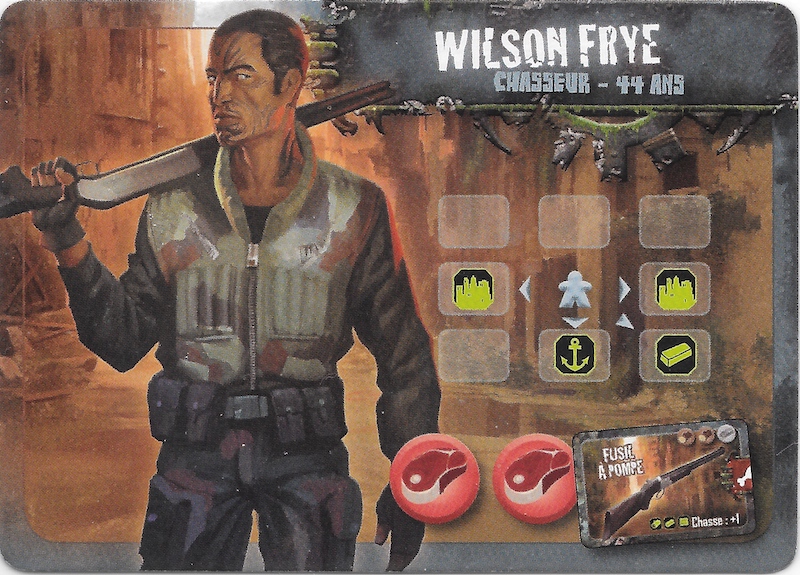 WILSON FRYE
CHASSEUR - 44 ANS
FUSIL
À POMPE
Chasse : +1